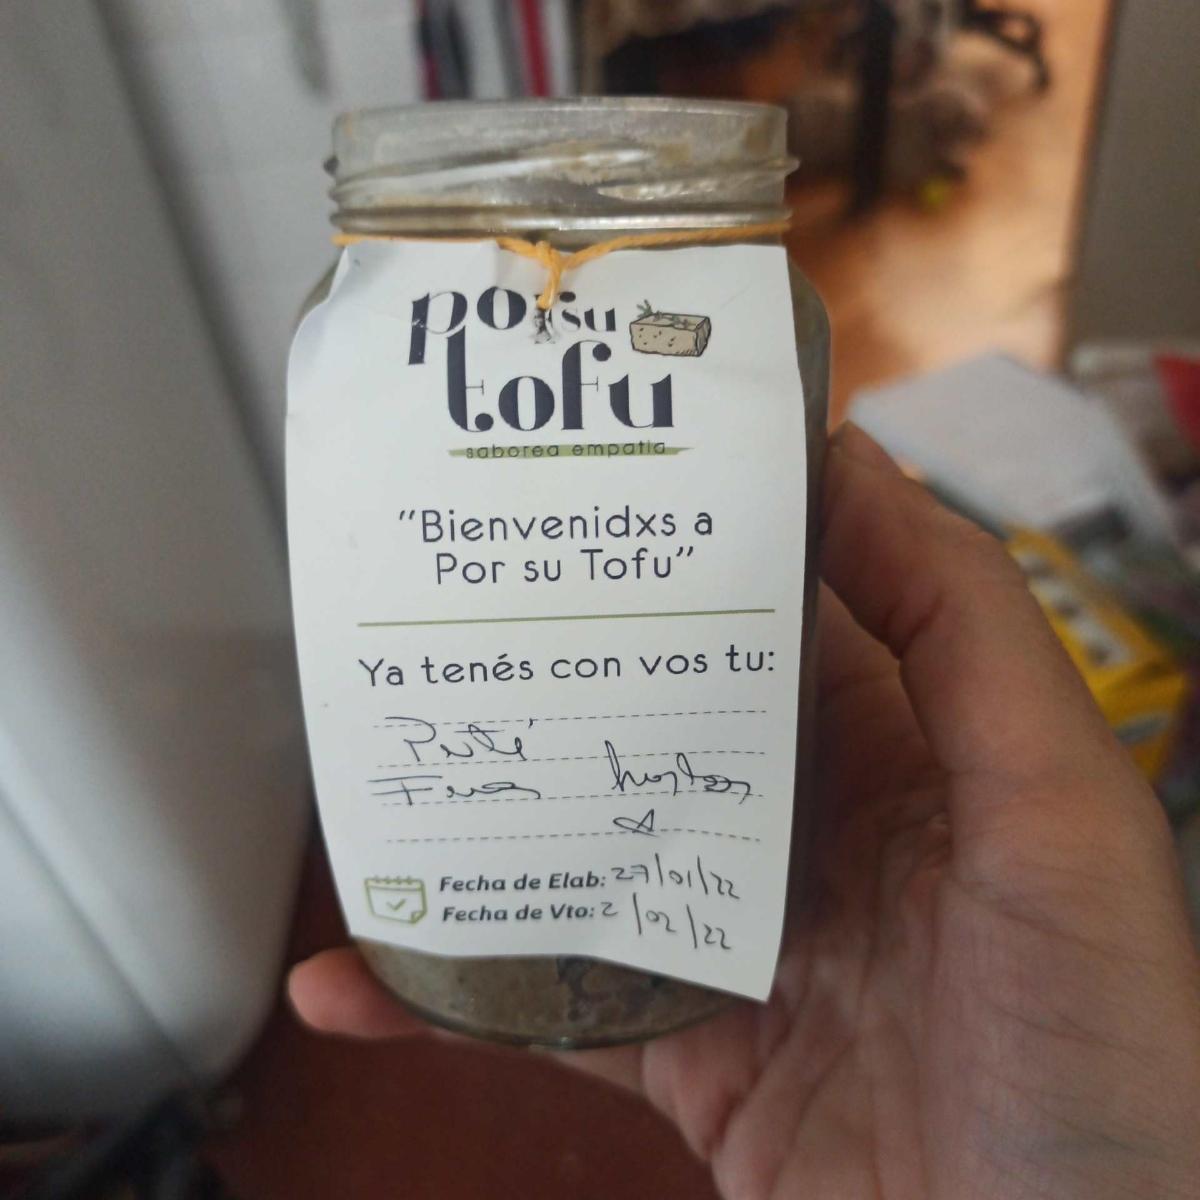 por su
tofu
saborea empatia
"Bienvenidxs a
Por su Tofu"
Ya tenés con vos tu:
Paté
Fecha de Elab: 27/01/22
Fecha de Vto: 2/02/22